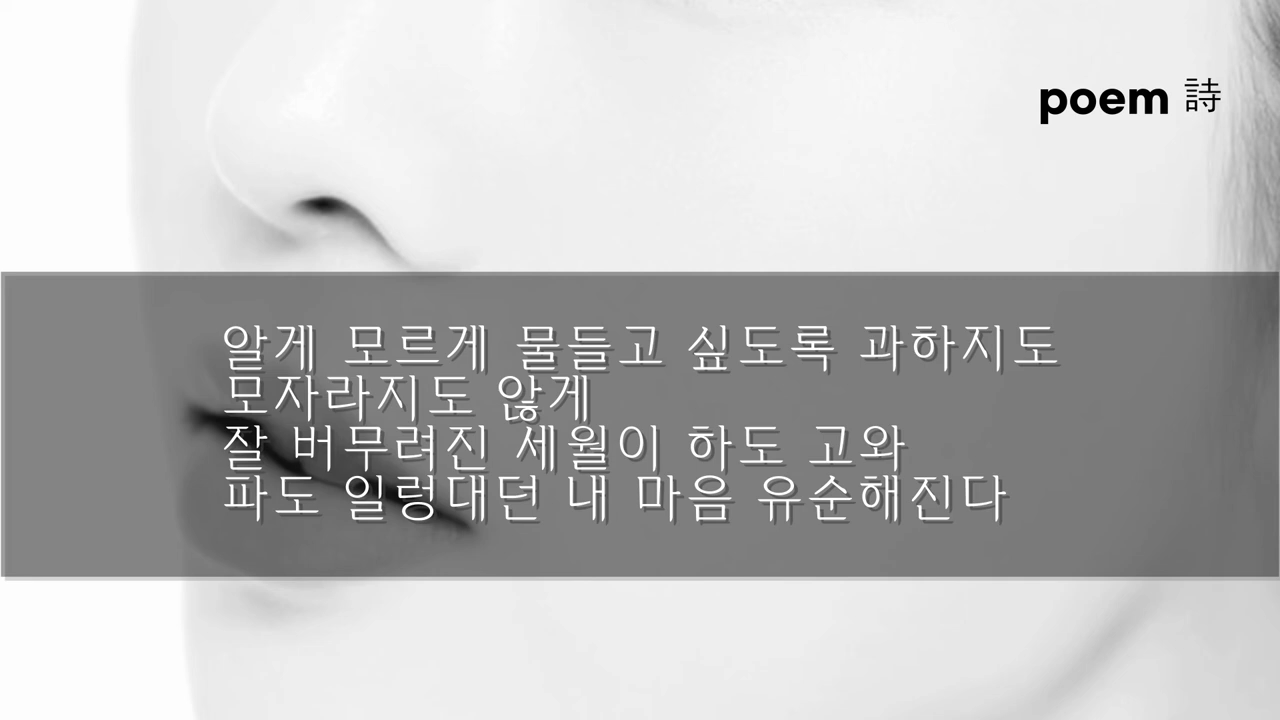 poem 詩
알게 모르게 물들고 싶도록 과하지도
모자라지도 않게
잘 버무려진 세월이 하도 고와
파도 일렁대던 내 마음 유순해진다